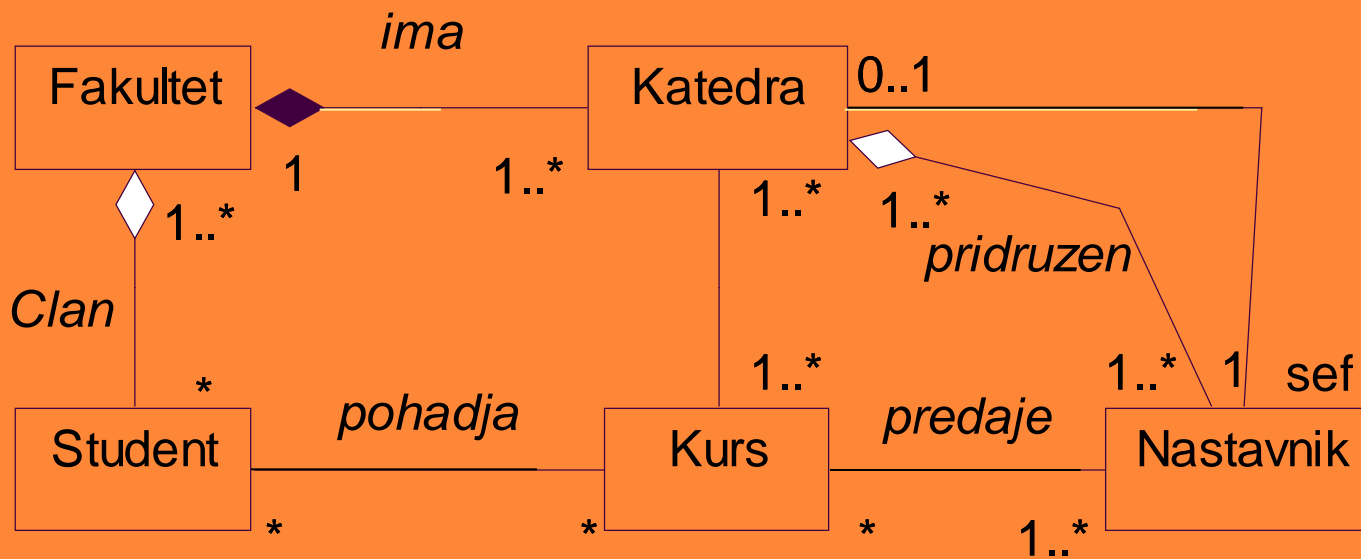 ima
Fakultet
Katedra
0..1
1
1..*
1..*
1..*
1..*
pridruzen
Clan
*
1..*
1..*
1
sef
pohadja
predaje
Student
Kurs
Nastavnik
*
*
*
1..*